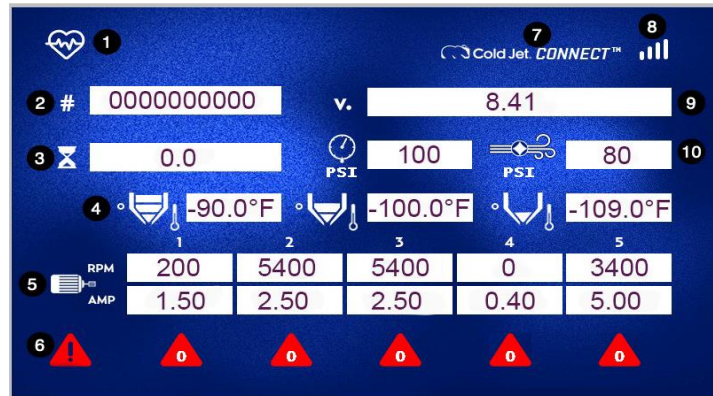 1
7
8
Cold Jet. CONNECT™
2 # 0000000000 v. 8.41 9
3 0.0 PSI 100 PSI 80 10
4 -90.0°F -100.0°F -109.0°F
1 2 3 4 5
5 RPM 200 5400 5400 0 3400
AMP 1.50 2.50 2.50 0.40 5.00
6 ! 0 0 0 0 0